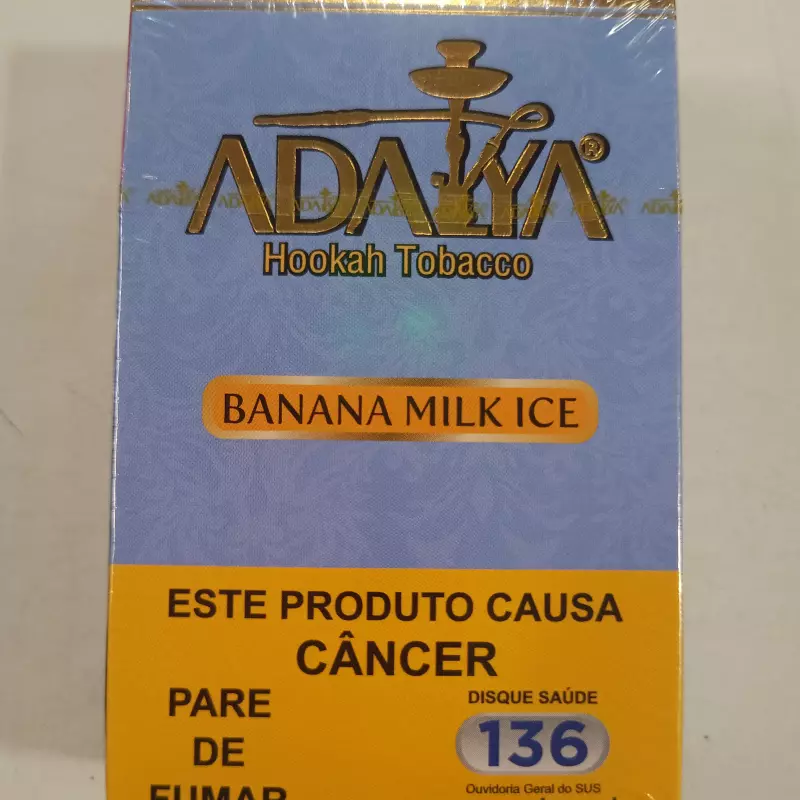 ADALYA®
Hookah Tobacco
BANANA MILK ICE
ESTE PRODUTO CAUSA
CÂNCER
PARE
DE
FUMAR
DISQUE SAÚDE
136
Ouvidoria Geral do SUS